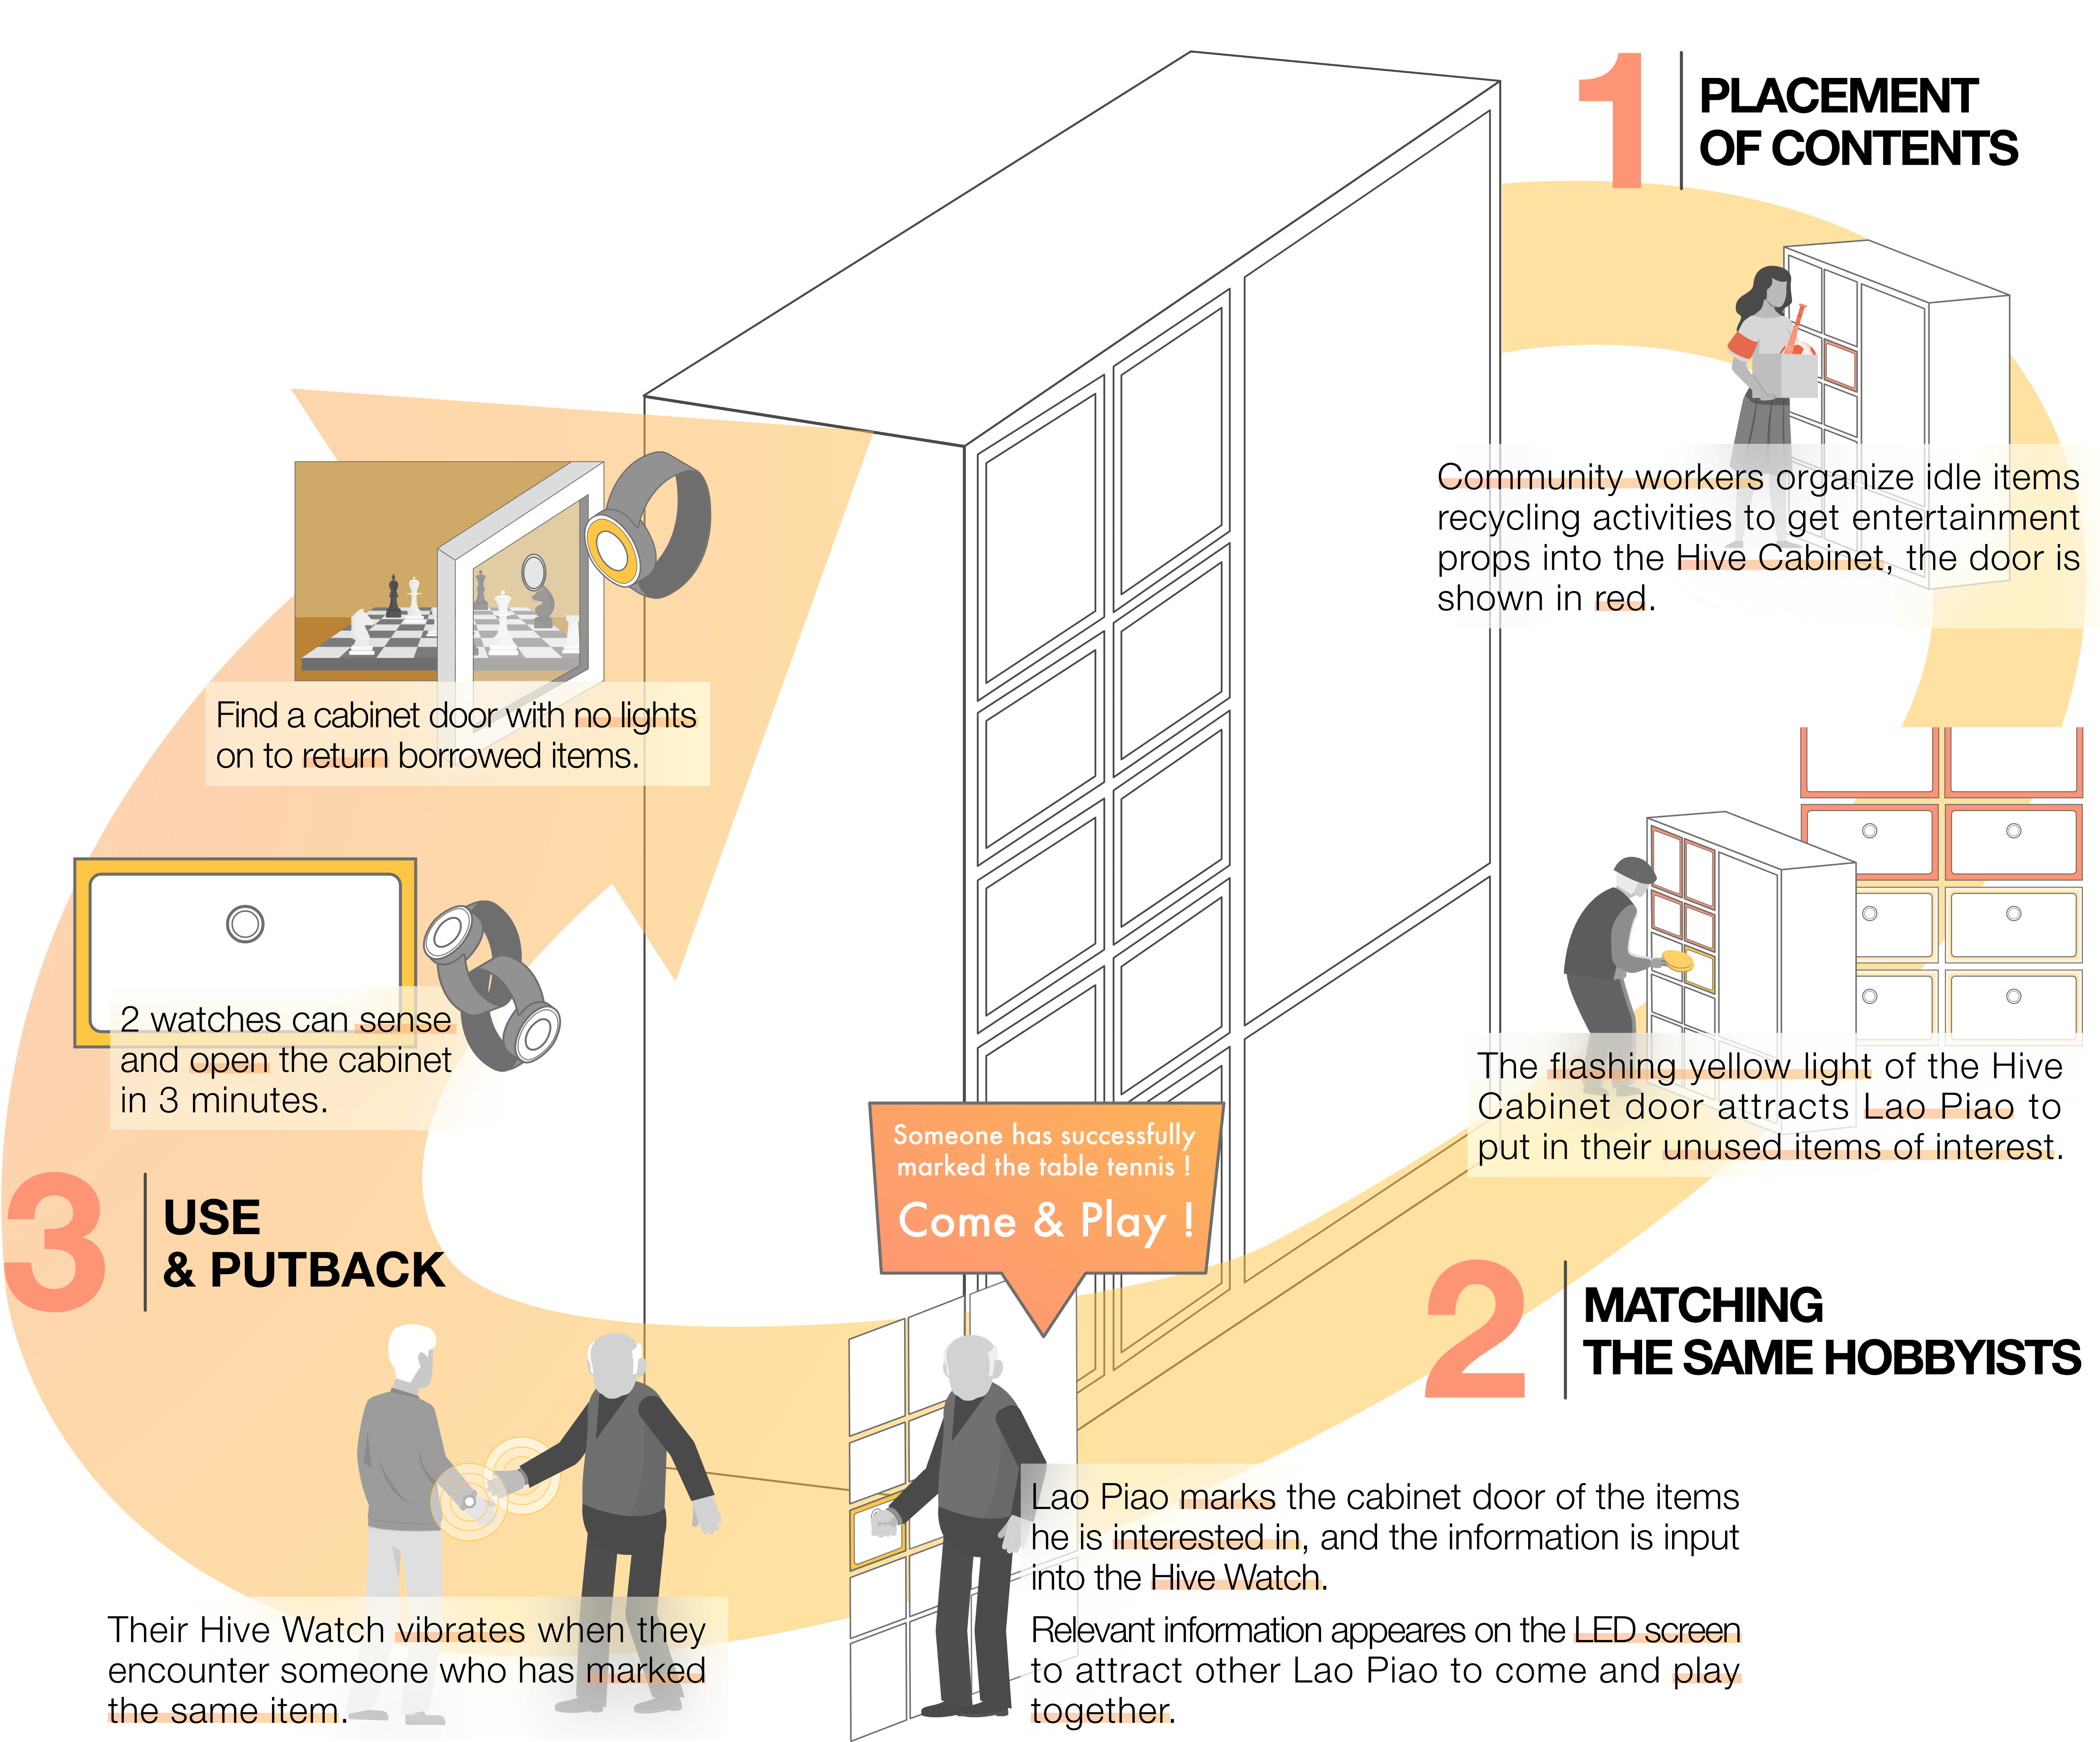 1
PLACEMENT
OF CONTENTS
Community workers organize idle items
recycling activities to get entertainment
props into the Hive Cabinet, the door is
shown in red.
The flashing yellow light of the Hive
Cabinet door attracts Lao Piao to
put in their unused items of interest.
2
MATCHING
THE SAME HOBBYISTS
Someone has successfully
marked the table tennis !
Come & Play !
Lao Piao marks the cabinet door of the items
he is interested in, and the information is input
into the Hive Watch.
Relevant information appeares on the LED screen
to attract other Lao Piao to come and play
together.
3
USE
& PUTBACK
Their Hive Watch vibrates when they
encounter someone who has marked
the same item.
2 watches can sense
and open the cabinet
in 3 minutes.
Find a cabinet door with no lights
on to return borrowed items.